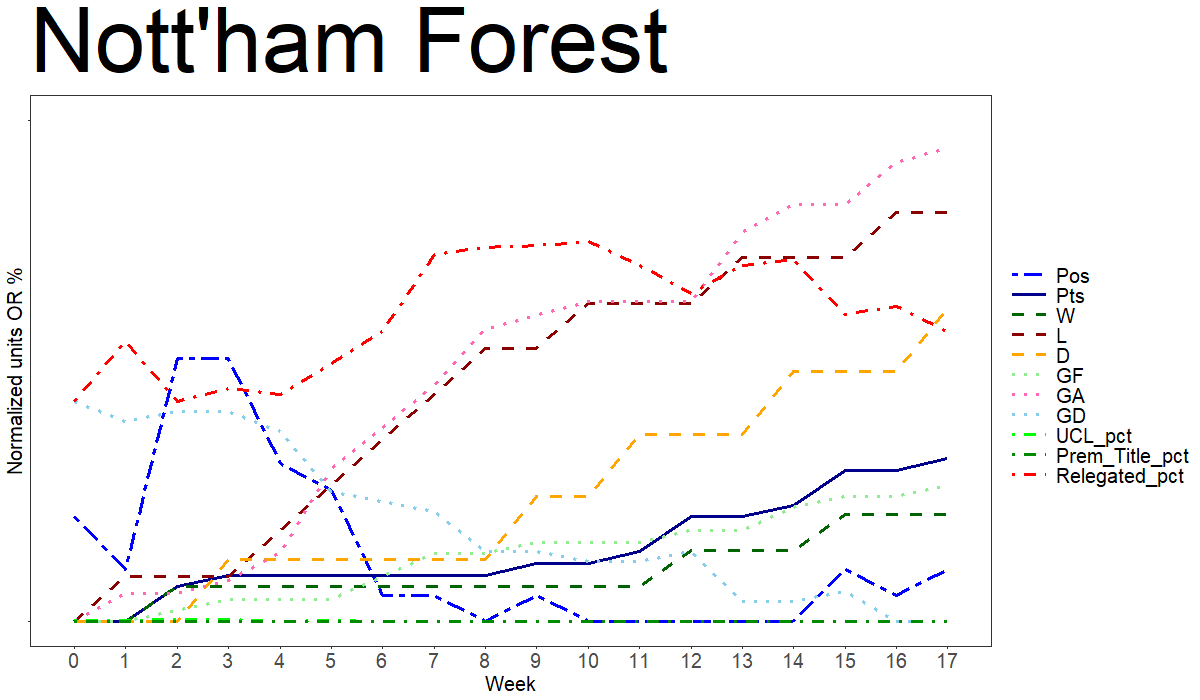 Nott'ham Forest
Normalized units OR %
0 1 2 3 4 5 6 7 8 9 10 11 12 13 14 15 16 17
Week
Pos
Pts
W
L
D
GF
GA
GD
UCL_pct
Prem_Title_pct
Relegated_pct